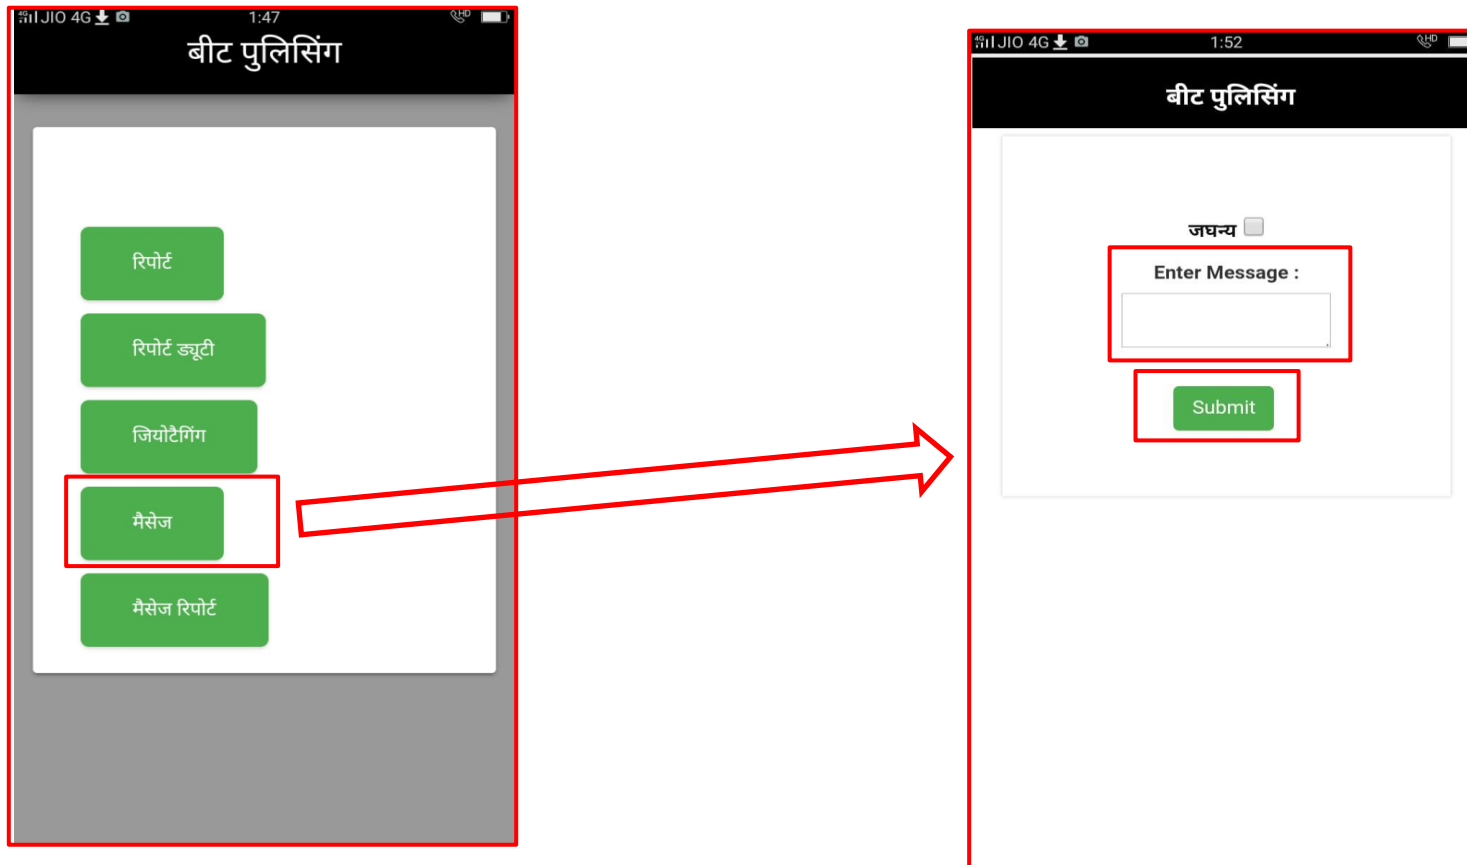 JIO 4G 1:47
बीट पुलिसिंग
रिपोर्ट
रिपोर्ट ड्यूटी
जियोटैगिंग
मैसेज
मैसेज रिपोर्ट
JIO 4G 1:52
बीट पुलिसिंग
जघन्य
Enter Message :
Submit